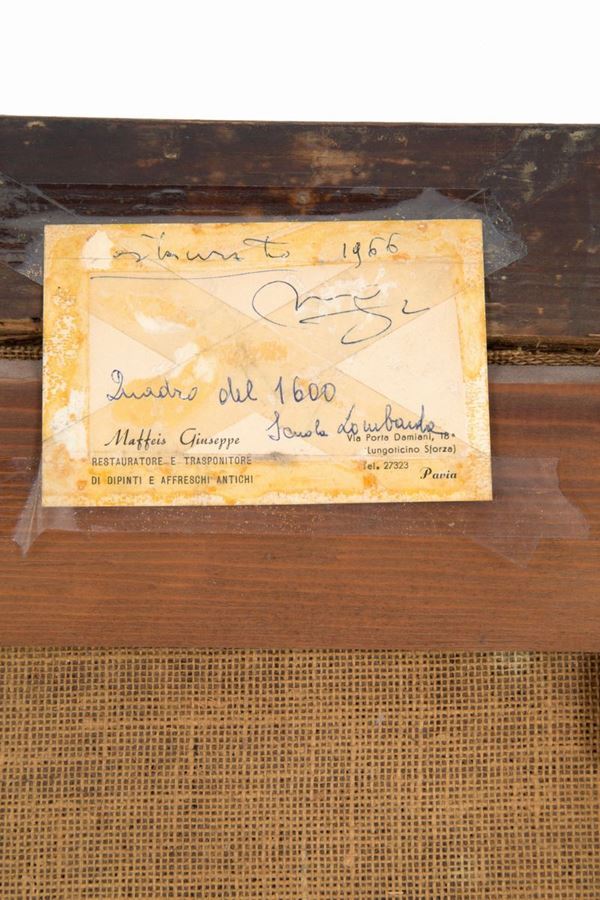 Restaurato 1966
Quadro del 1600
Scuola Lombarda
Maffeis Giuseppe
RESTAURATORE E TRASPONITORE
DI DIPINTI E AFFRESCHI ANTICHI
Via Porta Damiani, 18
(Lungoticino Sforza)
Tel. 27323
Pavia